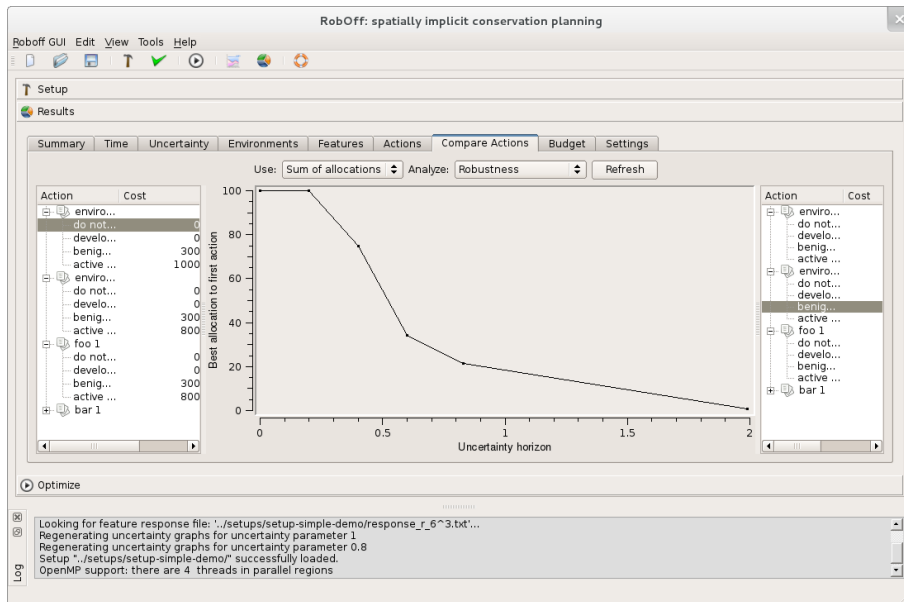 RobOff: spatially implicit conservation planning
Roboff GUI Edit View Tools Help
Setup
Results
Summary Time Uncertainty Environments Features Actions Compare Actions Budget Settings
Use: Sum of allocations Analyze: Robustness Refresh
Action Cost
enviro...
do not... 0
develo... 0
benig... 300
active ... 1000
enviro...
do not... 0
develo... 0
benig... 300
active ... 800
foo 1
do not... 0
develo... 0
benig... 300
active ... 800
bar 1
Best allocation to first action
100
80
60
40
20
0
0 0.5 1 1.5 2
Uncertainty horizon
Action Cost
enviro...
do not...
develo...
benig...
active ...
enviro...
do not...
develo...
benig...
active ...
foo 1
do not...
develo...
benig...
active ...
bar 1
Optimize
Log
Looking for feature response file: '../setups/setup-simple-demo/response_r_6^3.txt'...
Regenerating uncertainty graphs for uncertainty parameter 1
Regenerating uncertainty graphs for uncertainty parameter 0.8
Setup "../setups/setup-simple-demo/" successfully loaded.
OpenMP support: there are 4 threads in parallel regions